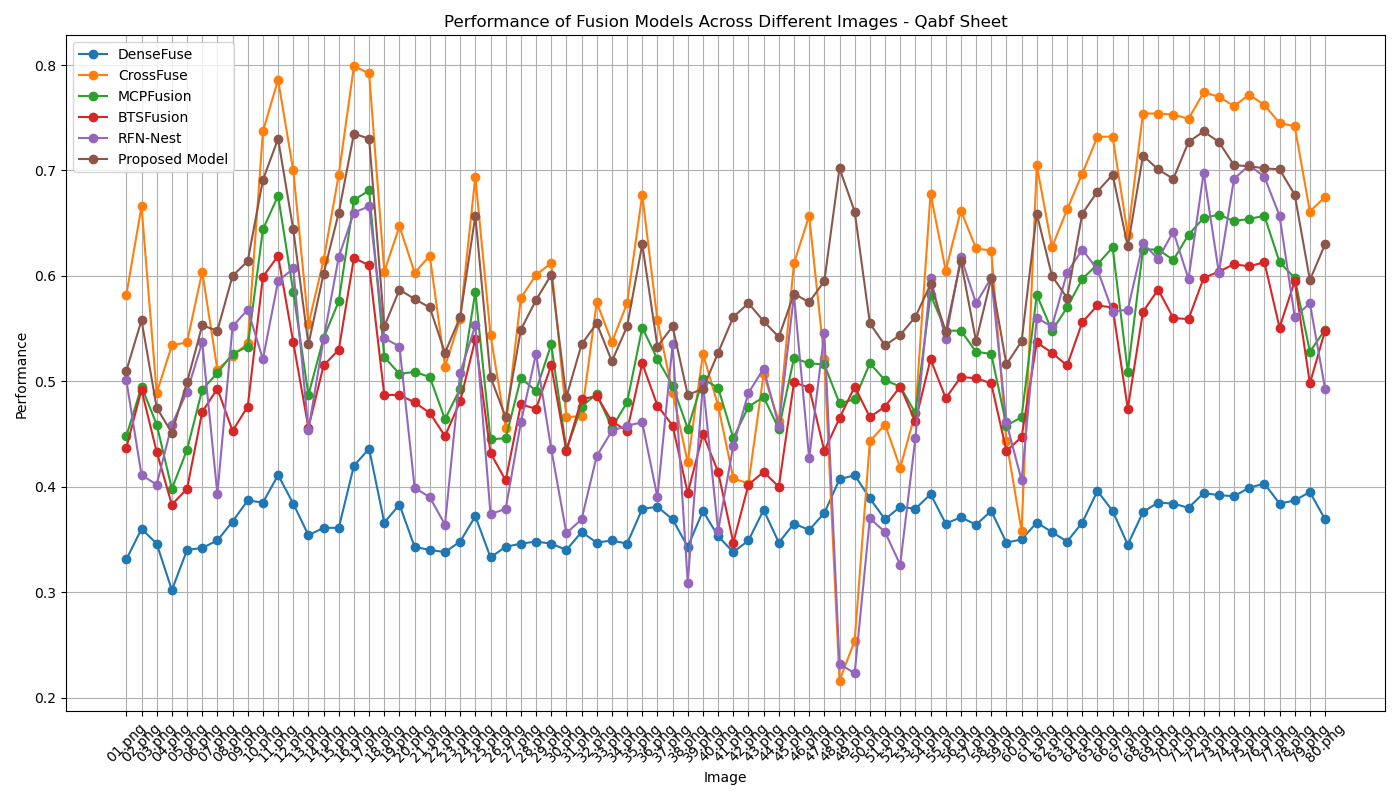 Performance of Fusion Models Across Different Images - Qabf Sheet
DenseFuse
CrossFuse
MCPFusion
BTSFusion
RFN-Nest
Proposed Model
Performance
0.8
0.7
0.6
0.5
0.4
0.3
0.2
01.png
02.png
03.png
04.png
05.png
06.png
07.png
08.png
09.png
10.png
11.png
12.png
13.png
14.png
15.png
16.png
17.png
18.png
19.png
20.png
21.png
22.png
23.png
24.png
25.png
26.png
27.png
28.png
29.png
30.png
31.png
32.png
33.png
34.png
35.png
36.png
37.png
38.png
39.png
40.png
41.png
42.png
43.png
44.png
45.png
46.png
47.png
48.png
49.png
50.png
51.png
52.png
53.png
54.png
55.png
56.png
57.png
58.png
59.png
60.png
61.png
62.png
63.png
64.png
65.png
66.png
67.png
68.png
69.png
70.png
71.png
72.png
73.png
74.png
75.png
76.png
77.png
78.png
79.png
80.png
Image